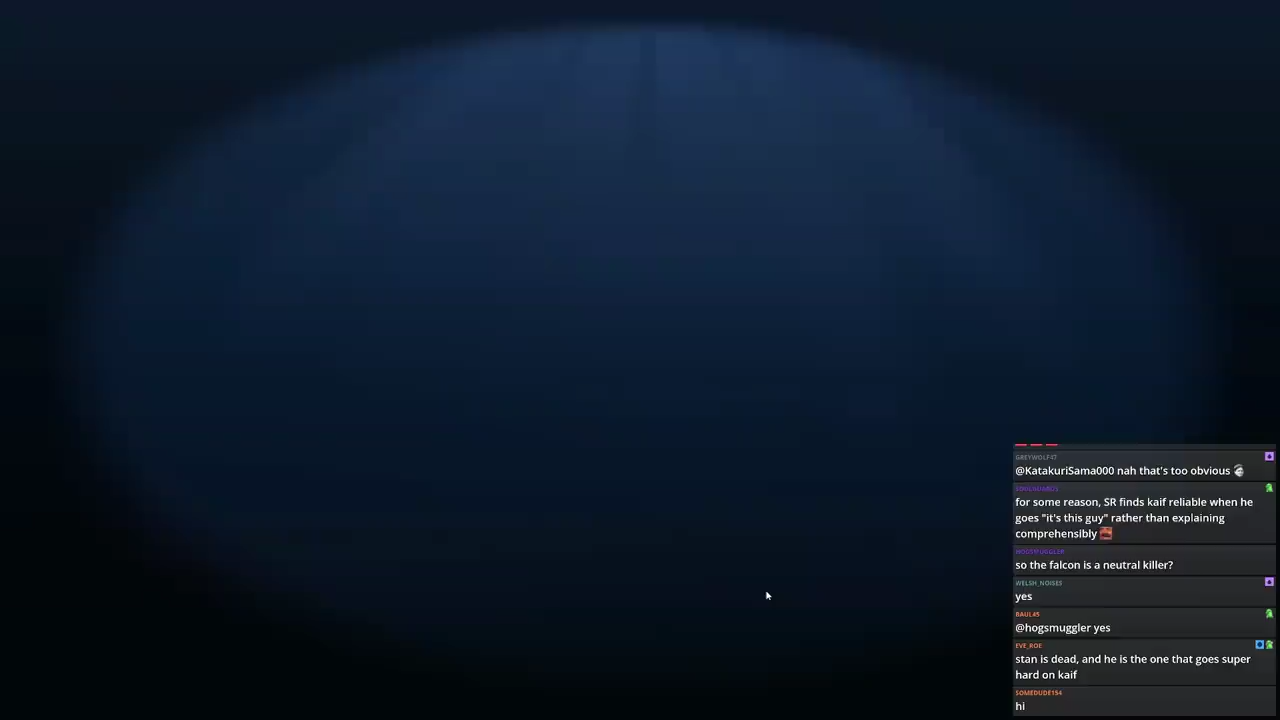 GREYWOLF47
@KatakuriSama000 nah that's too obvious
for some reason, SR finds kaif reliable when he
goes "it's this guy" rather than explaining
comprehensibly
HOGSMUGGLER
so the falcon is a neutral killer?
WELSH_NOISES
yes
RAUL45
@hogsmuggler yes
EVE_ROE
stan is dead, and he is the one that goes super
hard on kaif
SOMEDUDE154
hi